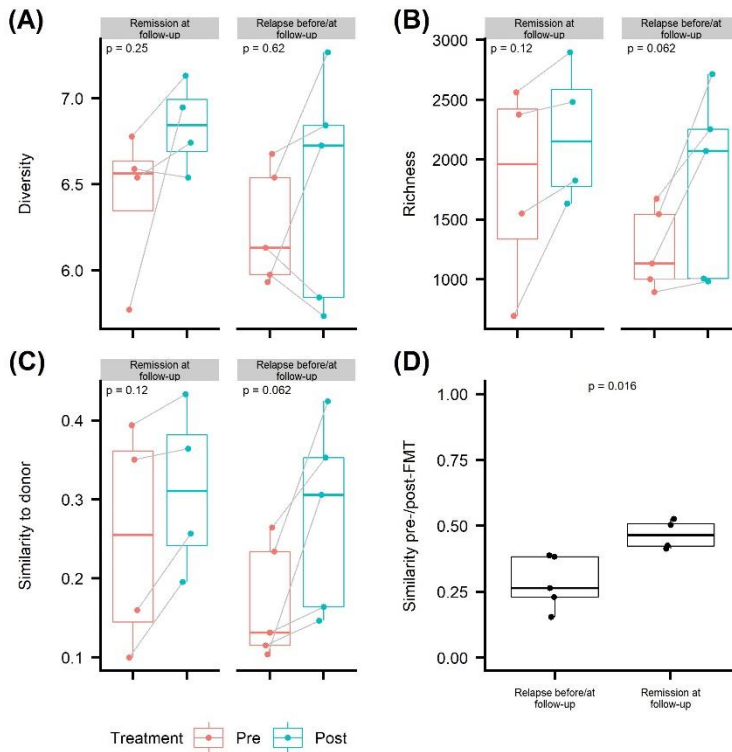 (A)
Remission at
follow-up
Relapse before/at
follow-up
p = 0.25
p = 0.62
7.0
6.5
6.0
Diversity
(B)
Remission at
follow-up
Relapse before/at
follow-up
p = 0.12
p = 0.062
3000
2500
2000
1500
1000
Richness
(C)
Remission at
follow-up
Relapse before/at
follow-up
p = 0.12
p = 0.062
0.4
0.3
0.2
0.1
Similarity to donor
(D)
p = 0.016
1.00
0.75
0.50
0.25
0.00
Similarity pre-/post-FMT
Relapse before/at
follow-up
Remission at
follow-up
Treatment Pre Post